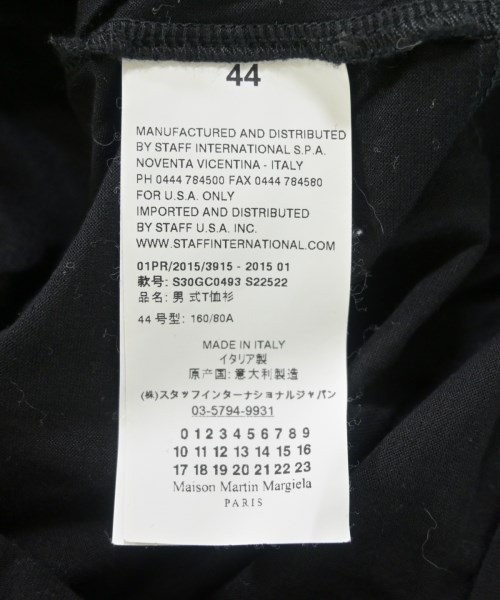 44
MANUFACTURED AND DISTRIBUTED
BY STAFF INTERNATIONAL S.P.A.
NOVENTA VICENTINA - ITALY
PH 0444 784500 FAX 0444 784580
FOR U.S.A. ONLY
IMPORTED AND DISTRIBUTED
BY STAFF U.S.A. INC.
WWW.STAFFINTERNATIONAL.COM
01PR/2015/3915 - 2015 01
款号: S30GC0493 S22522
品名: 男 式T恤衫
44 号型: 160/80A
MADE IN ITALY
イタリア製
原产国: 意大利製造
(株)スタッフインターナショナルジャパン
03-5794-9931
0 1 2 3 4 5 6 7 8 9
10 11 12 13 14 15 16
17 18 19 20 21 22 23
Maison Martin Margiela
PARIS